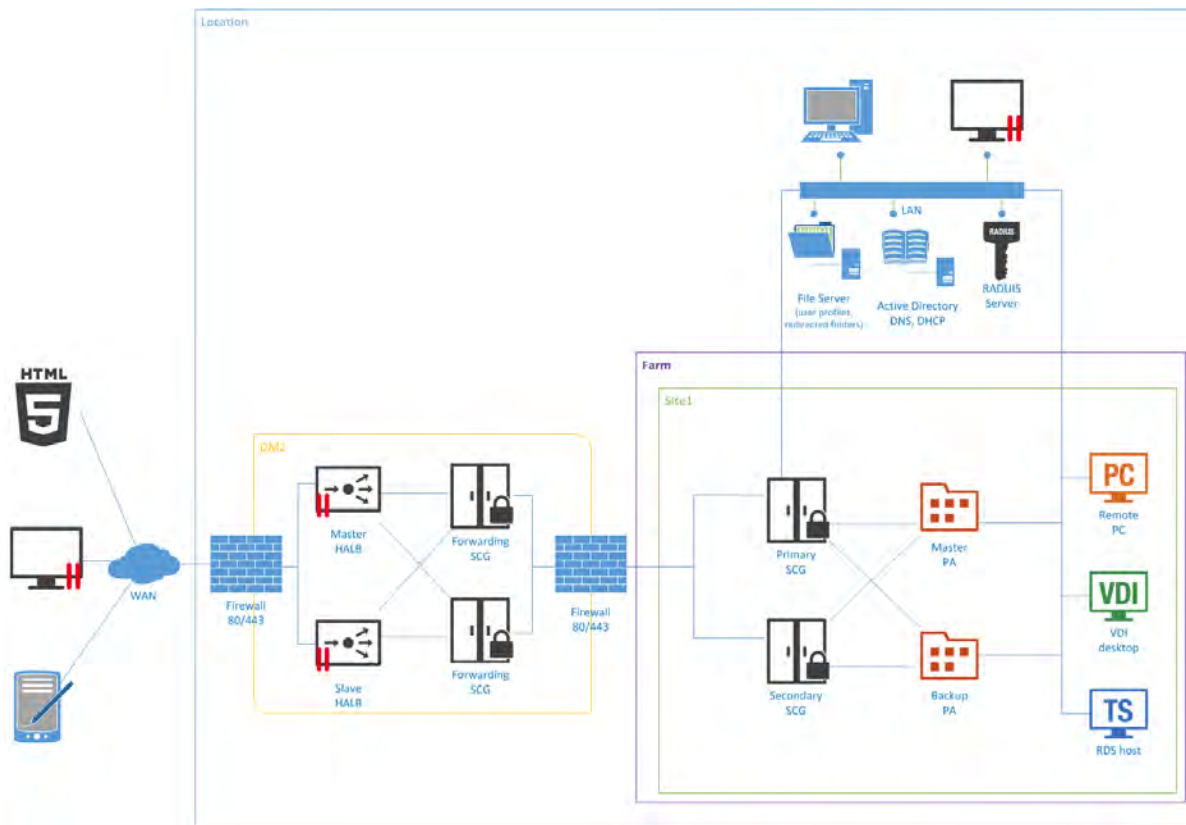 Location
LAN
RADIUS
File Server
(user profiles,
redirected folders)
Active Directory
DNS, DHCP
RADUIS
Server
HTML
5
WAN
Firewall
80/443
DMZ
Master
HALB
Slave
HALB
Forwarding
SCG
Forwarding
SCG
Firewall
80/443
Farm
Site1
Primary
SCG
Secondary
SCG
Master
PA
Backup
PA
PC
Remote
PC
VDI
VDI
desktop
TS
RDS host